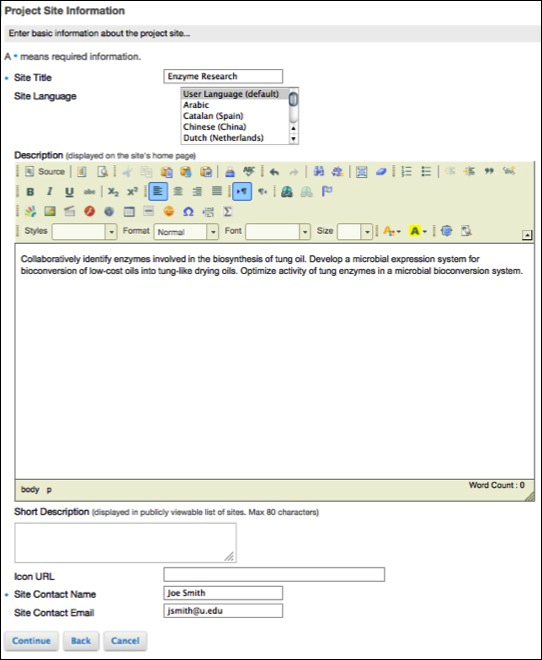 Project Site Information
Enter basic information about the project site...
A * means required information.
* Site Title Enzyme Research
Site Language User Language (default)
Arabic
Catalan (Spain)
Chinese (China)
Dutch (Netherlands)
Description (displayed on the site's home page)
Source ABC
B I U abc X₂ X²
Ω Σ
Styles Format Normal Font Size A A
Collaboratively identify enzymes involved in the biosynthesis of tung oil. Develop a microbial expression system for
bioconversion of low-cost oils into tung-like drying oils. Optimize activity of tung enzymes in a microbial bioconversion system.
body p Word Count : 0
Short Description (displayed in publicly viewable list of sites. Max 80 characters)
Icon URL
* Site Contact Name Joe Smith
Site Contact Email jsmith@u.edu
Continue Back Cancel